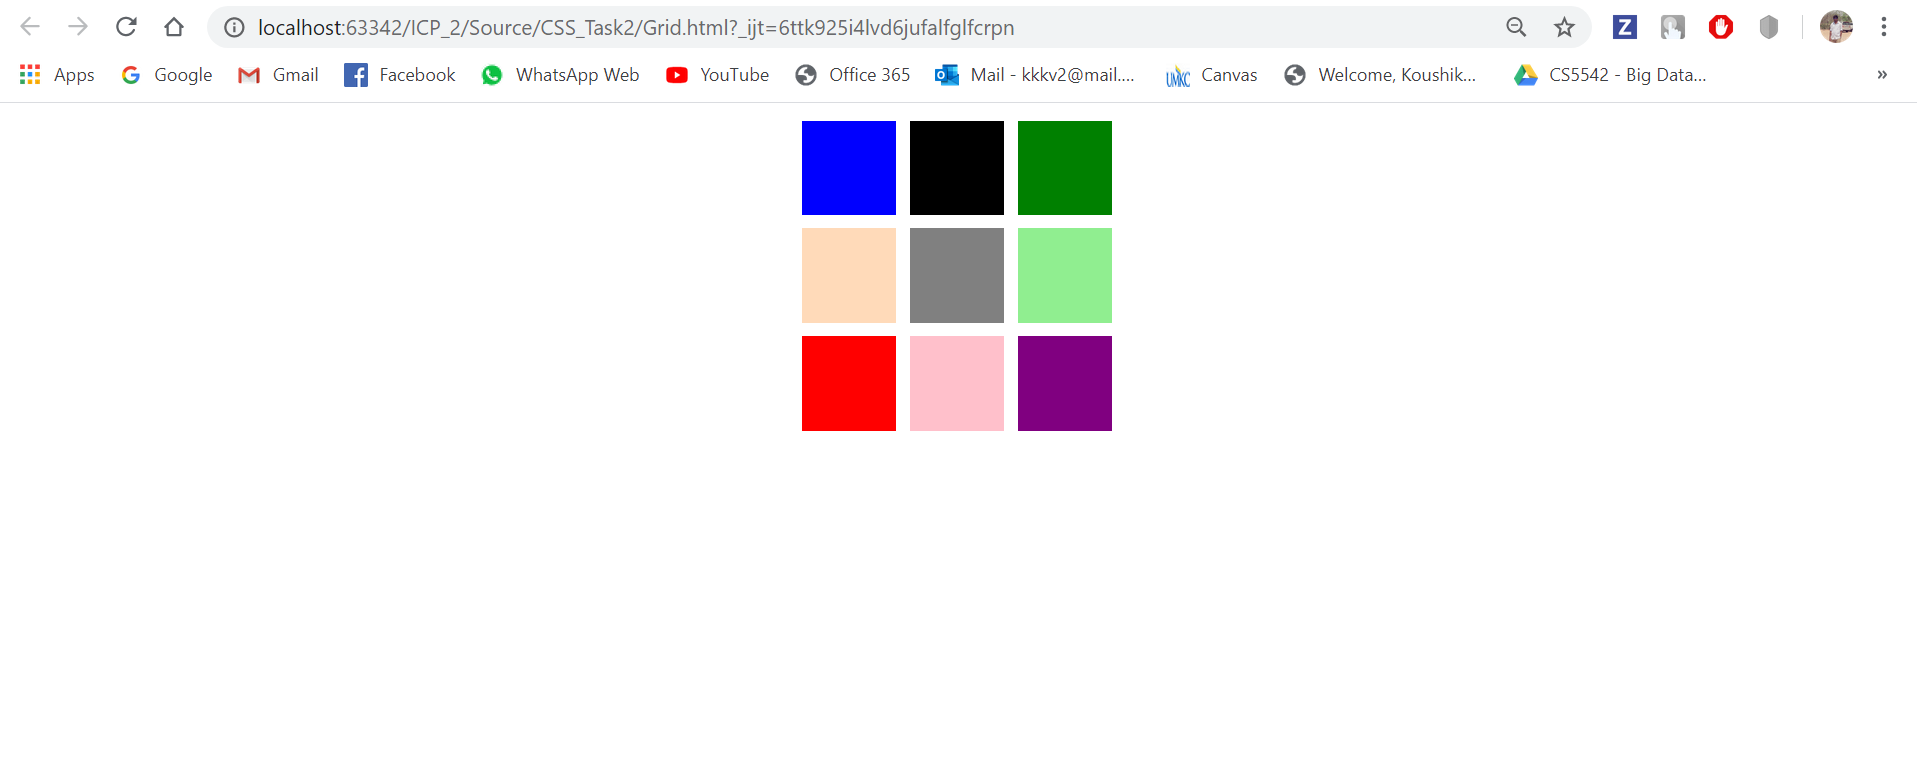 localhost:63342/ICP_2/Source/CSS_Task2/Grid.html?_ijt=6ttk925i4lvd6jufalfglfcrpn
Z
Apps Google Gmail Facebook WhatsApp Web YouTube Office 365 Mail - kkkv2@mail.... UMKC Canvas Welcome, Koushik... CS5542 - Big Data... »